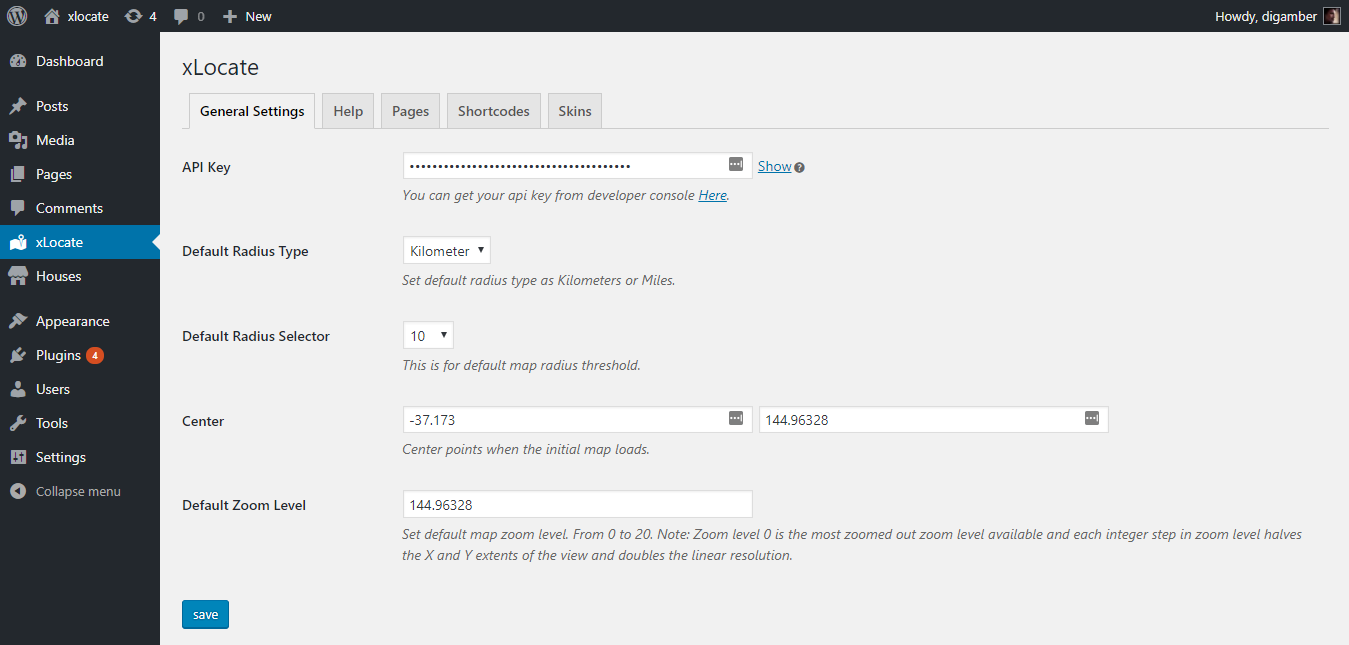 xlocate 4 0 New Howdy, digamber
Dashboard
Posts
Media
Pages
Comments
xLocate
Houses
Appearance
Plugins 4
Users
Tools
Settings
Collapse menu
xLocate
General Settings Help Pages Shortcodes Skins
API Key Show
You can get your api key from developer console Here.
Default Radius Type Kilometer
Set default radius type as Kilometers or Miles.
Default Radius Selector 10
This is for default map radius threshold.
Center -37.173 144.96328
Center points when the initial map loads.
Default Zoom Level 144.96328
Set default map zoom level. From 0 to 20. Note: Zoom level 0 is the most zoomed out zoom level available and each integer step in zoom level halves
the X and Y extents of the view and doubles the linear resolution.
save